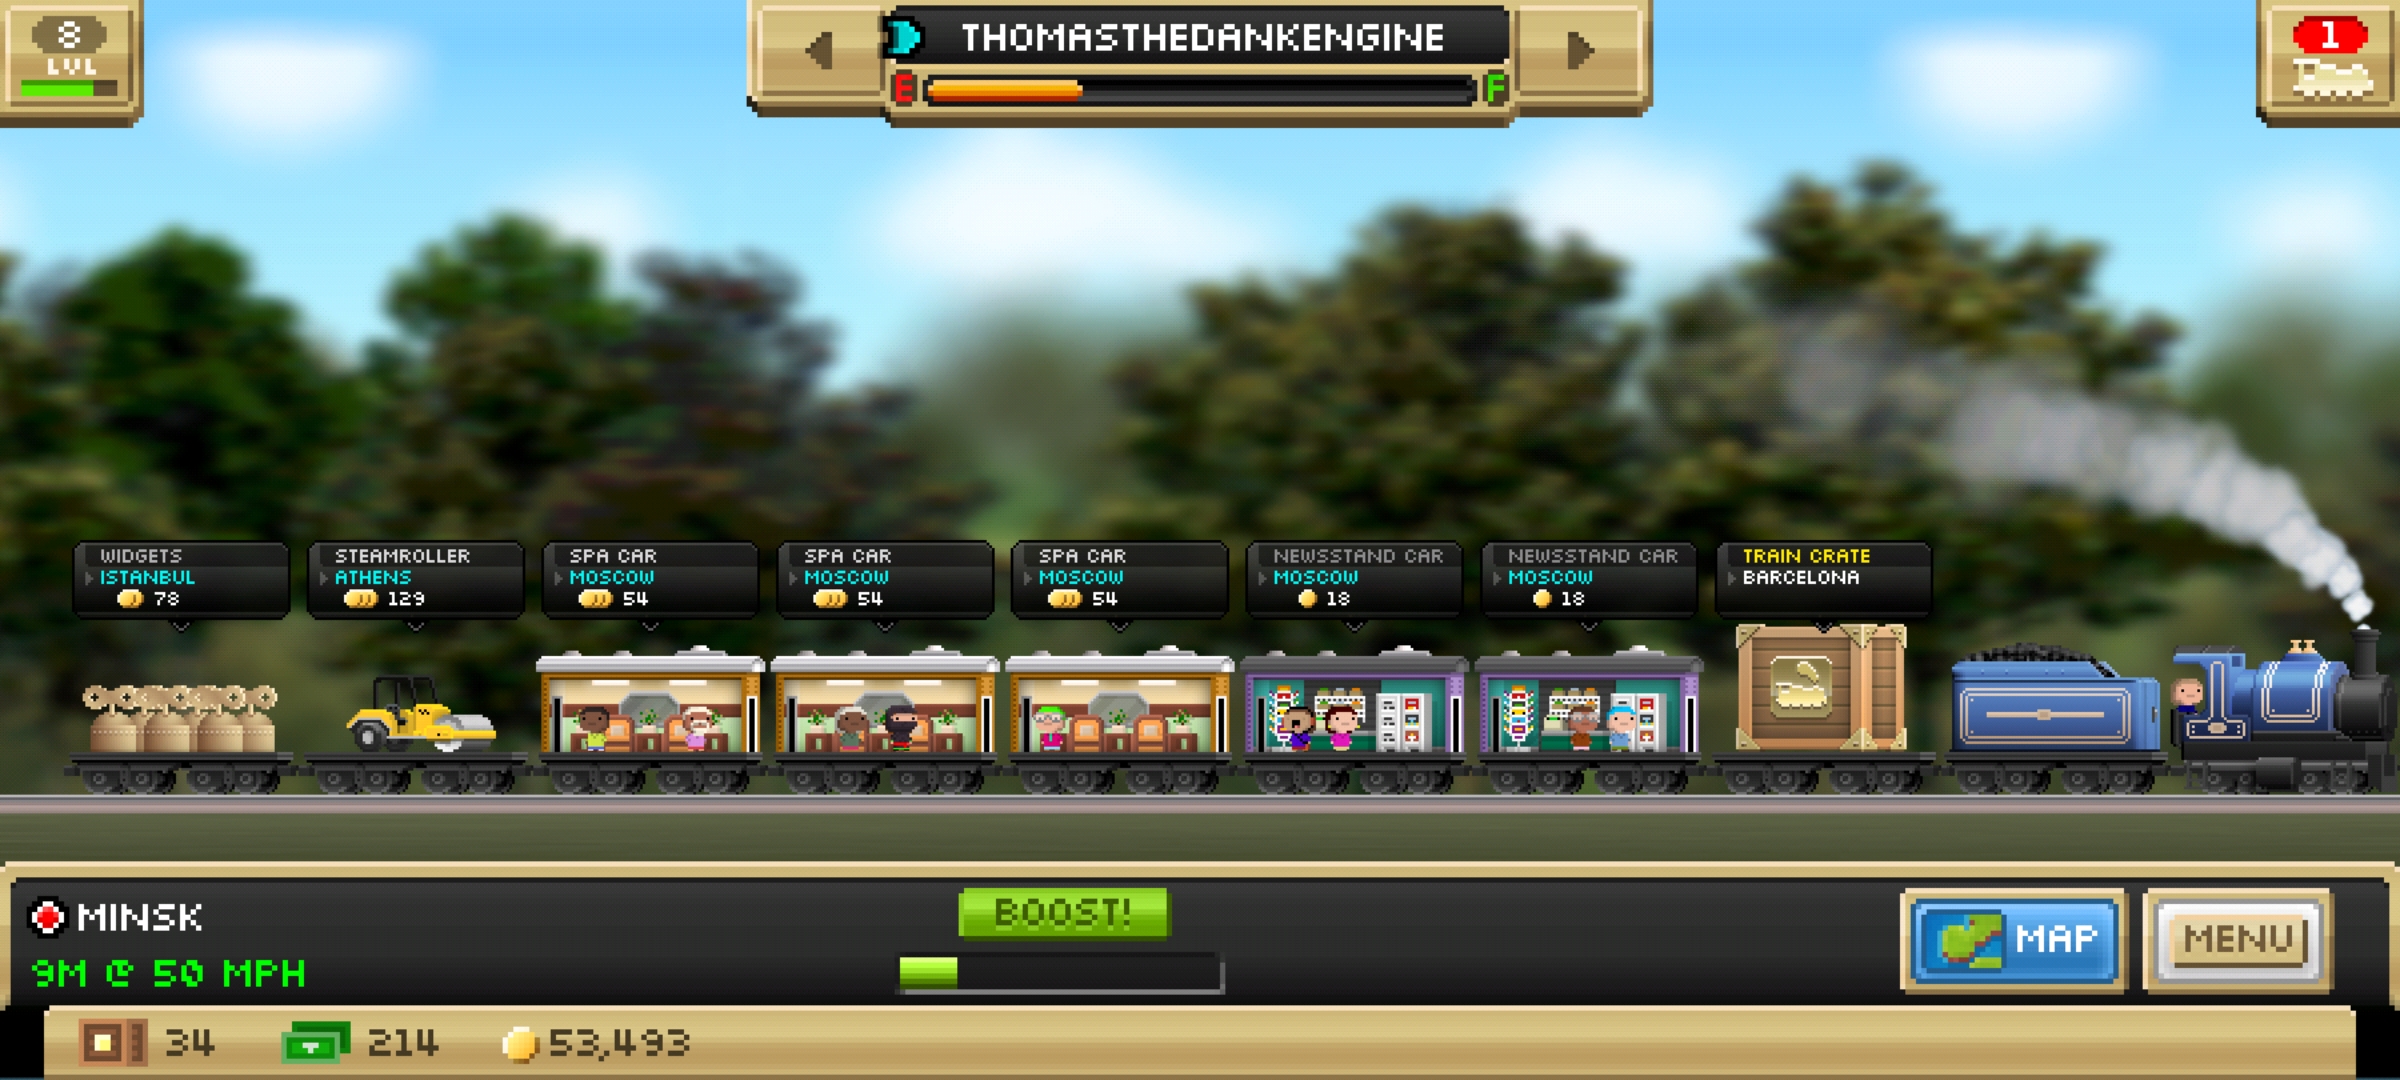 8
LVL
THOMASTHEDANKENGINE
E F
1
WIDGETS
ISTANBUL
78
STEAMROLLER
ATHENS
129
SPA CAR
MOSCOW
54
SPA CAR
MOSCOW
54
SPA CAR
MOSCOW
54
NEWSSTAND CAR
MOSCOW
18
NEWSSTAND CAR
MOSCOW
18
TRAIN CRATE
BARCELONA
MINSK
9M @ 50 MPH
BOOST!
MAP
MENU
34
214
53,493